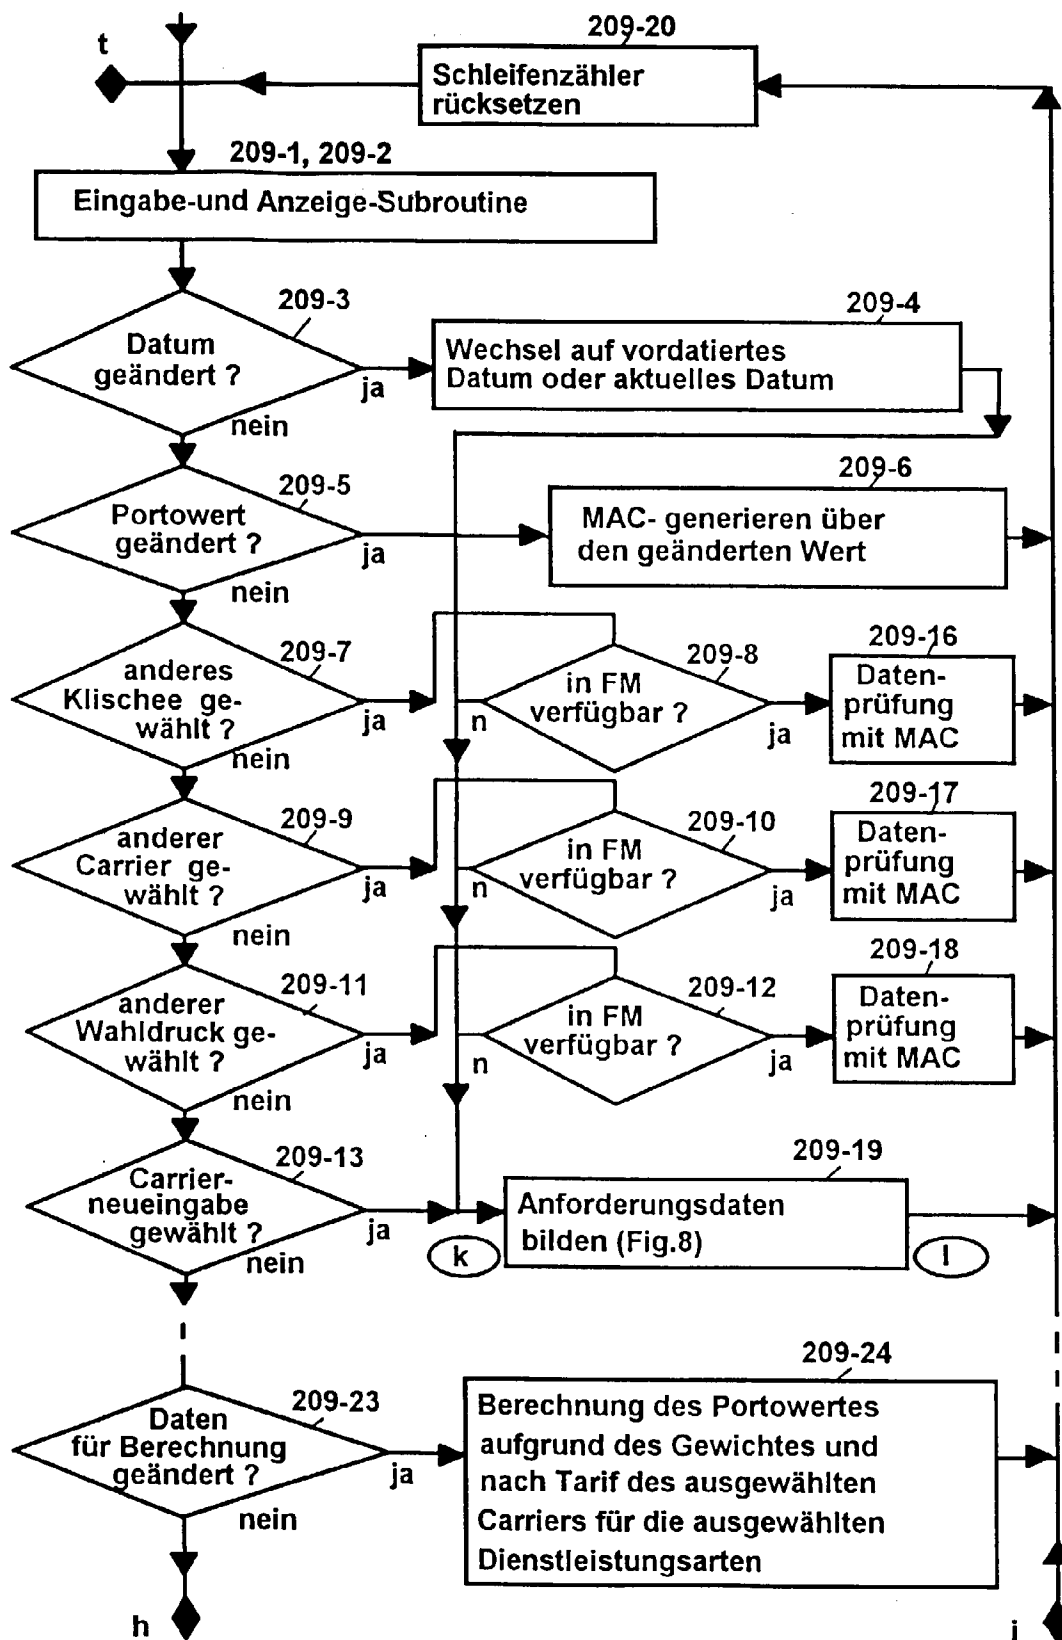 209-20
t
Schleifenzähler
rücksetzen
209-1, 209-2
Eingabe-und Anzeige-Subroutine
209-3
Datum
geändert ?
ja
nein
209-4
Wechsel auf vordatiertes
Datum oder aktuelles Datum
209-5
Portowert
geändert ?
ja
nein
209-6
MAC- generieren über
den geänderten Wert
209-7
anderes
Klischee ge-
wählt ?
ja
nein
209-8
in FM
verfügbar ?
n
ja
209-16
Daten-
prüfung
mit MAC
209-9
anderer
Carrier ge-
wählt ?
ja
nein
209-10
in FM
verfügbar ?
n
ja
209-17
Daten-
prüfung
mit MAC
209-11
anderer
Wahldruck ge-
wählt ?
ja
nein
209-12
in FM
verfügbar ?
n
ja
209-18
Daten-
prüfung
mit MAC
209-13
Carrier-
neueingabe
gewählt ?
ja
nein
209-19
Anforderungsdaten
bilden (Fig.8)
k
l
209-23
Daten
für Berechnung
geändert ?
ja
nein
209-24
Berechnung des Portowertes
aufgrund des Gewichtes und
nach Tarif des ausgewählten
Carriers für die ausgewählten
Dienstleistungsarten
h
i